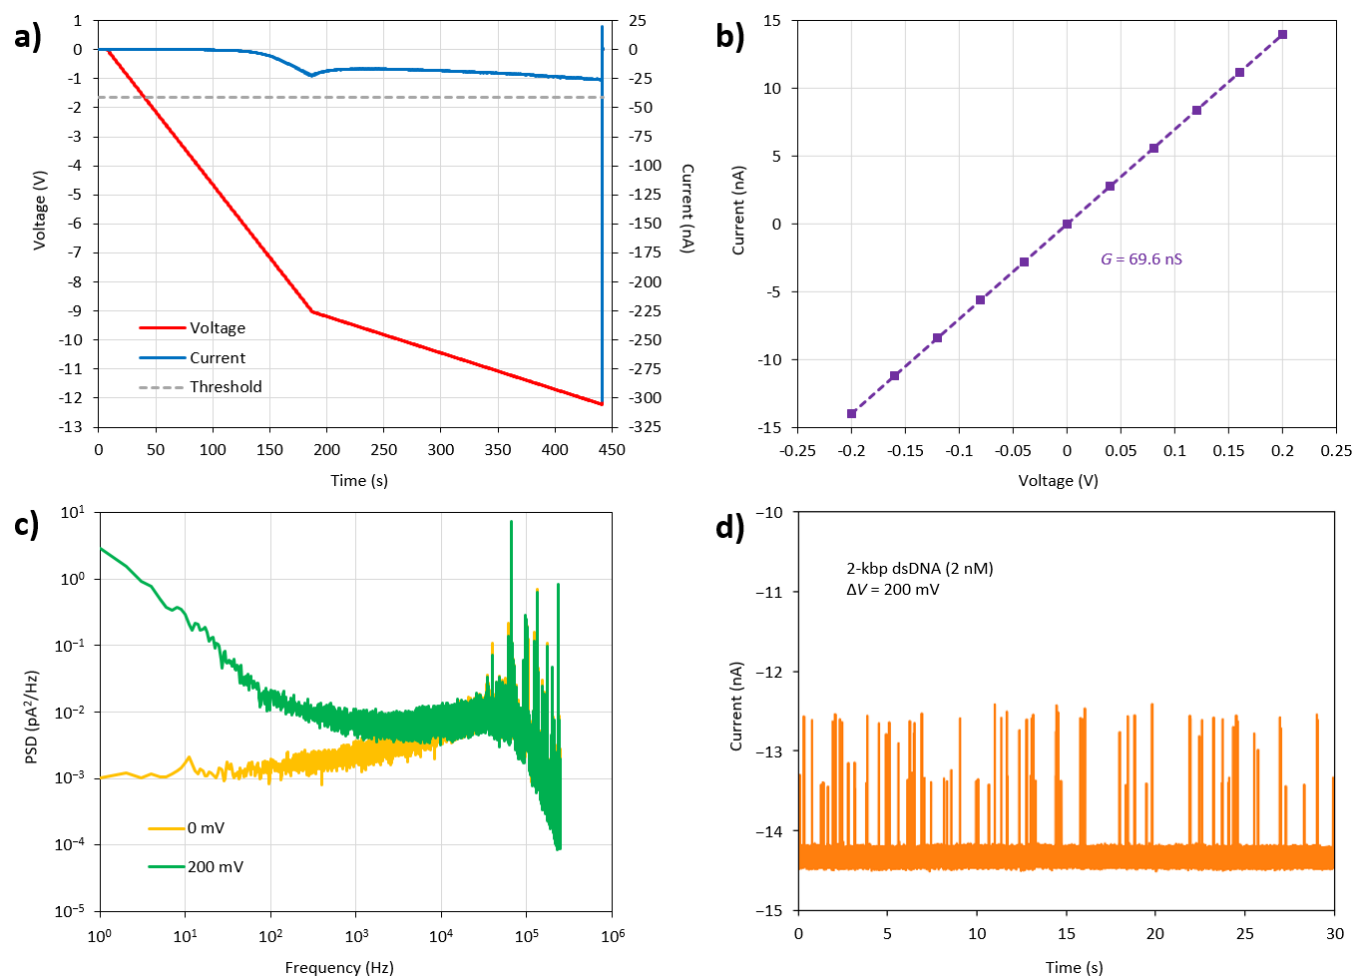 a)
1
0
-1
-2
-3
-4
-5
-6
-7
-8
-9
-10
-11
-12
-13
Voltage (V)
25
0
-25
-50
-75
-100
-125
-150
-175
-200
-225
-250
-275
-300
-325
Current (nA)
Voltage
Current
Threshold
0 50 100 150 200 250 300 350 400 450
Time (s)
b)
15
10
5
0
-5
-10
-15
Current (nA)
G = 69.6 nS
-0.25 -0.2 -0.15 -0.1 -0.05 0 0.05 0.1 0.15 0.2 0.25
Voltage (V)
c)
10¹
10⁰
10⁻¹
10⁻²
10⁻³
10⁻⁴
10⁻⁵
PSD (pA²/Hz)
0 mV
200 mV
10⁰ 10¹ 10² 10³ 10⁴ 10⁵ 10⁶
Frequency (Hz)
d)
−10
−11
−12
−13
−14
−15
Current (nA)
2-kbp dsDNA (2 nM)
ΔV = 200 mV
0 5 10 15 20 25 30
Time (s)